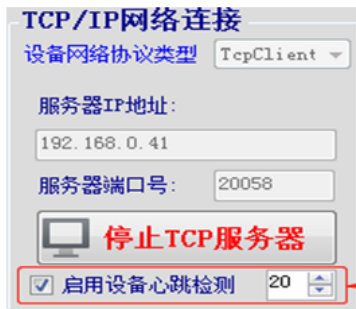 TCP/IP网络连接
设备网络协议类型 TcpClient
服务器IP地址:
192.168.0.41
服务器端口号: 20058
停止TCP服务器
启用设备心跳检测 20